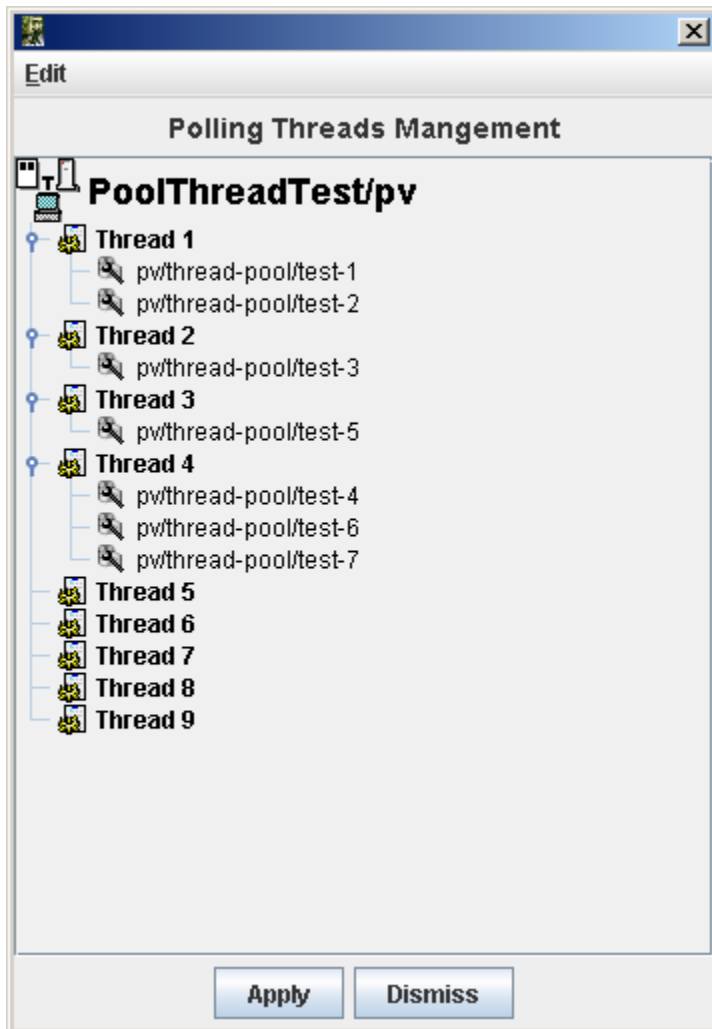 Edit
Polling Threads Mangement
PoolThreadTest/pv
Thread 1
pv/thread-pool/test-1
pv/thread-pool/test-2
Thread 2
pv/thread-pool/test-3
Thread 3
pv/thread-pool/test-5
Thread 4
pv/thread-pool/test-4
pv/thread-pool/test-6
pv/thread-pool/test-7
Thread 5
Thread 6
Thread 7
Thread 8
Thread 9
Apply Dismiss